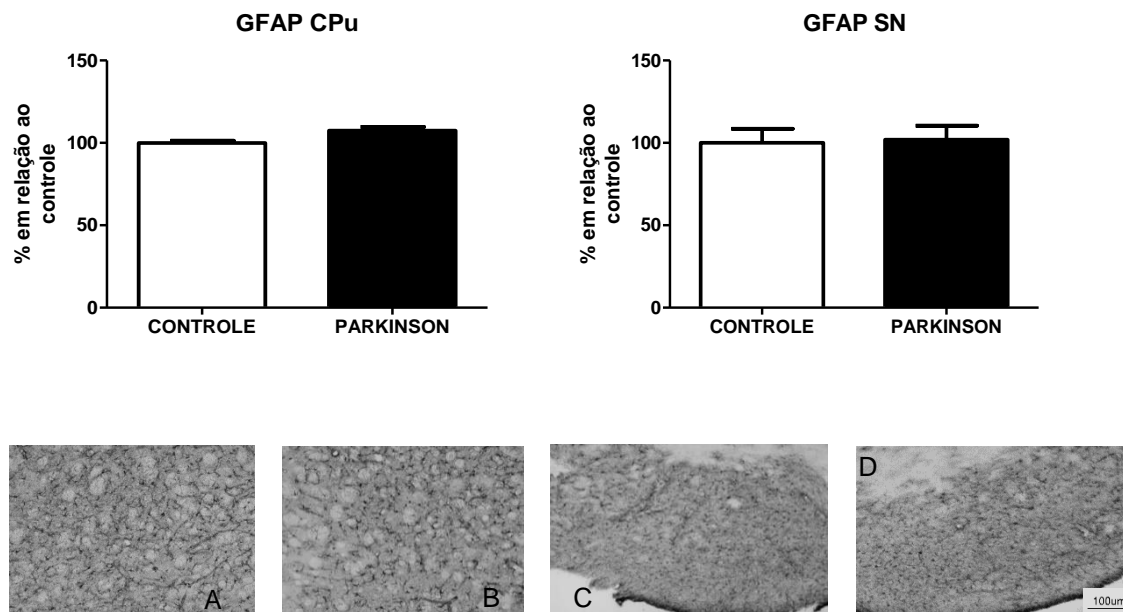 GFAP CPu
150
100
50
0
% em relação ao
controle
CONTROLE
PARKINSON
GFAP SN
150
100
50
0
% em relação ao
controle
CONTROLE
PARKINSON
A
B
C
D
100um